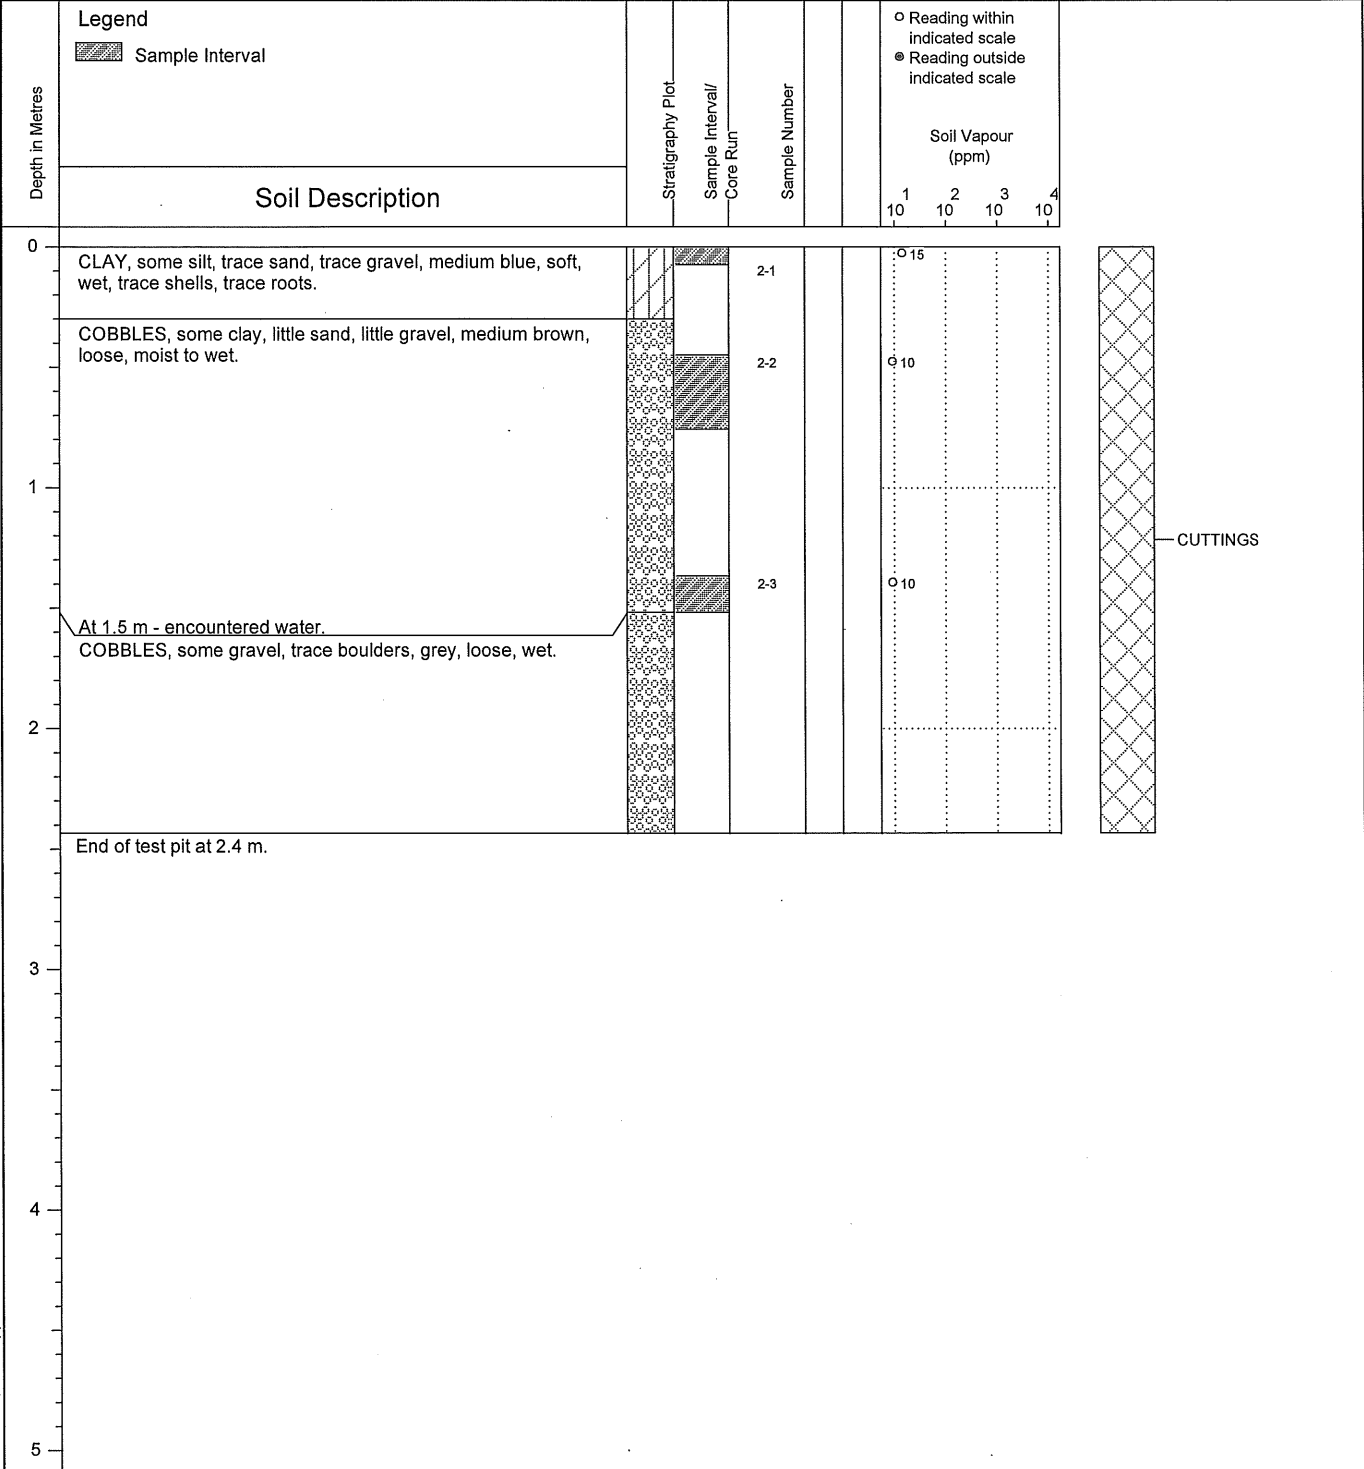 Legend
Sample Interval
Depth in Metres
Soil Description
Stratigraphy Plot
Sample Interval/
Core Run
Sample Number
Reading within
indicated scale
Reading outside
indicated scale
Soil Vapour
(ppm)
1 2 3 4
10 10 10 10
0
CLAY, some silt, trace sand, trace gravel, medium blue, soft,
wet, trace shells, trace roots.
2-1
15
COBBLES, some clay, little sand, little gravel, medium brown,
loose, moist to wet.
2-2
10
1
CUTTINGS
2-3
10
At 1.5 m - encountered water.
COBBLES, some gravel, trace boulders, grey, loose, wet.
2
End of test pit at 2.4 m.
3
4
5